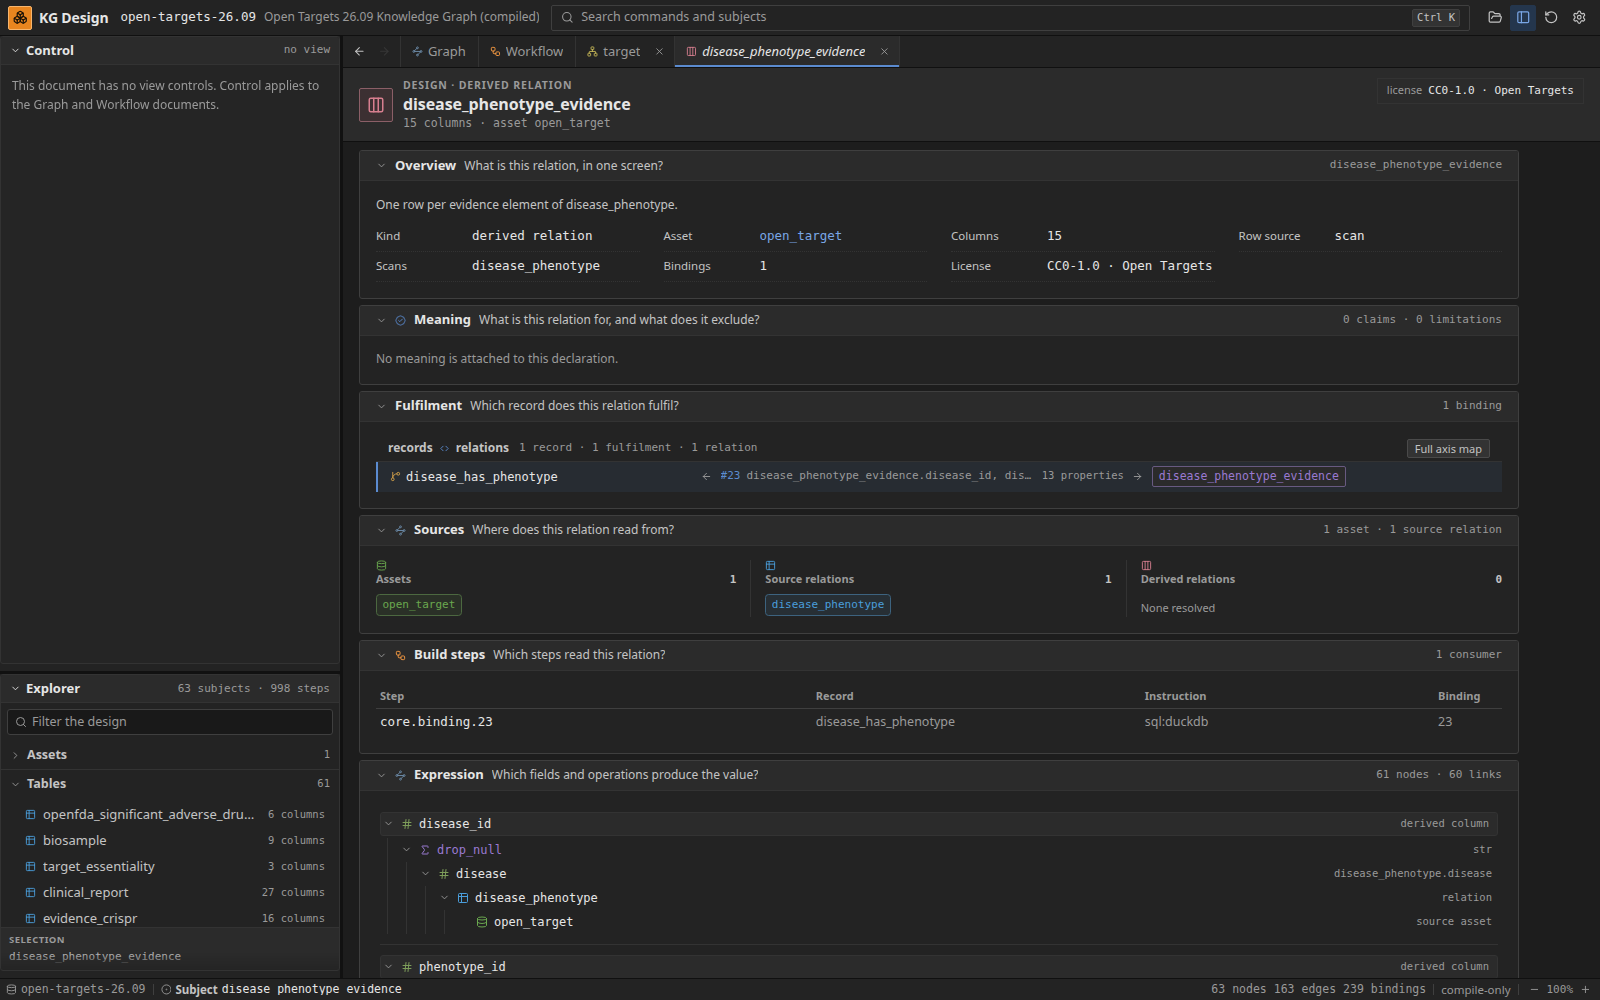 KG Design open-targets-26.09 Open Targets 26.09 Knowledge Graph (compiled) Search commands and subjects Ctrl K
Control no view
This document has no view controls. Control applies to
the Graph and Workflow documents.
Explorer 63 subjects · 998 steps
Filter the design
Assets 1
Tables 61
openfda_significant_adverse_dru... 6 columns
biosample 9 columns
target_essentiality 3 columns
clinical_report 27 columns
evidence_crispr 16 columns
SELECTION
disease_phenotype_evidence
Graph Workflow target disease_phenotype_evidence
DESIGN · DERIVED RELATION
disease_phenotype_evidence
15 columns · asset open_target
license CC0-1.0 · Open Targets
Overview What is this relation, in one screen? disease_phenotype_evidence
One row per evidence element of disease_phenotype.
Kind derived relation Asset open_target Columns 15 Row source scan
Scans disease_phenotype Bindings 1 License CC0-1.0 · Open Targets
Meaning What is this relation for, and what does it exclude? 0 claims · 0 limitations
No meaning is attached to this declaration.
Fulfilment Which record does this relation fulfil? 1 binding
records <> relations 1 record · 1 fulfilment · 1 relation Full axis map
disease_has_phenotype ← #23 disease_phenotype_evidence.disease_id, dis… 13 properties → disease_phenotype_evidence
Sources Where does this relation read from? 1 asset · 1 source relation
Assets 1 Source relations 1 Derived relations 0
open_target disease_phenotype None resolved
Build steps Which steps read this relation? 1 consumer
Step Record Instruction Binding
core.binding.23 disease_has_phenotype sql:duckdb 23
Expression Which fields and operations produce the value? 61 nodes · 60 links
disease_id derived column
drop_null str
disease disease_phenotype.disease
disease_phenotype relation
open_target source asset
phenotype_id derived column
open-targets-26.09 Subject disease phenotype evidence 63 nodes 163 edges 239 bindings compile-only − 100% +